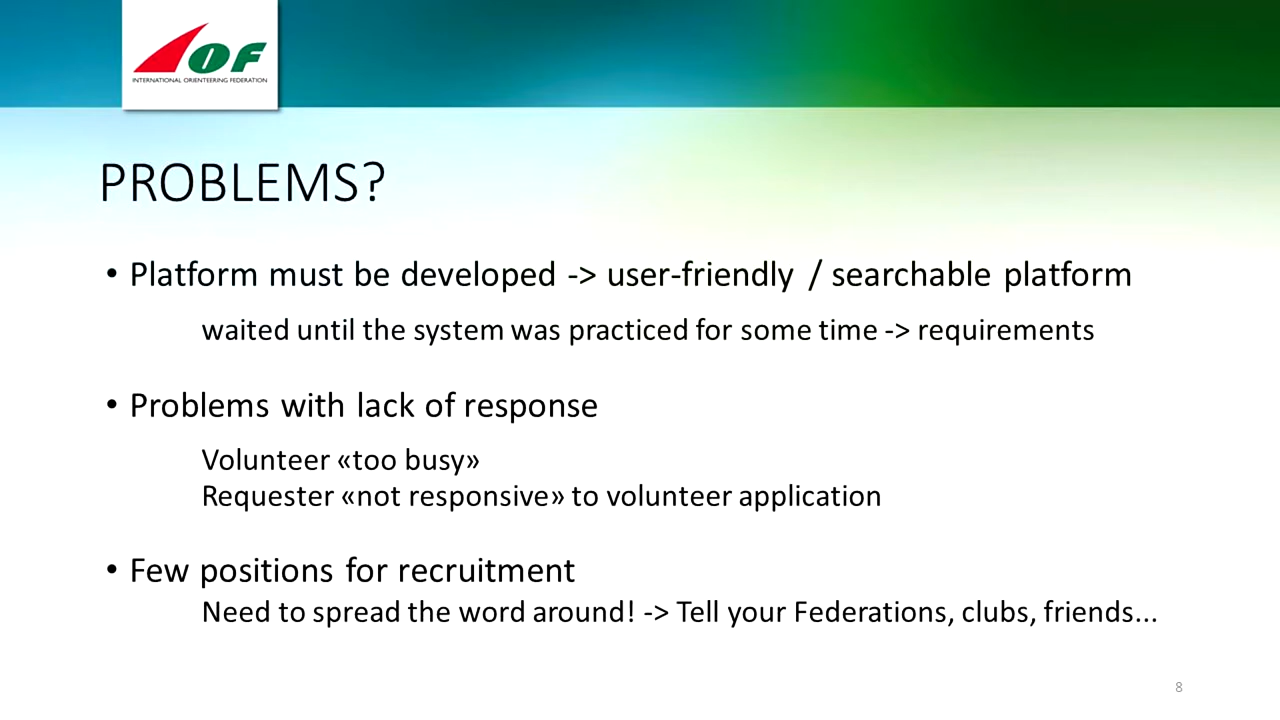 IOF
INTERNATIONAL ORIENTEERING FEDERATION
PROBLEMS?
• Platform must be developed -> user-friendly / searchable platform
waited until the system was practiced for some time -> requirements
• Problems with lack of response
Volunteer «too busy»
Requester «not responsive» to volunteer application
• Few positions for recruitment
Need to spread the word around! -> Tell your Federations, clubs, friends...
8